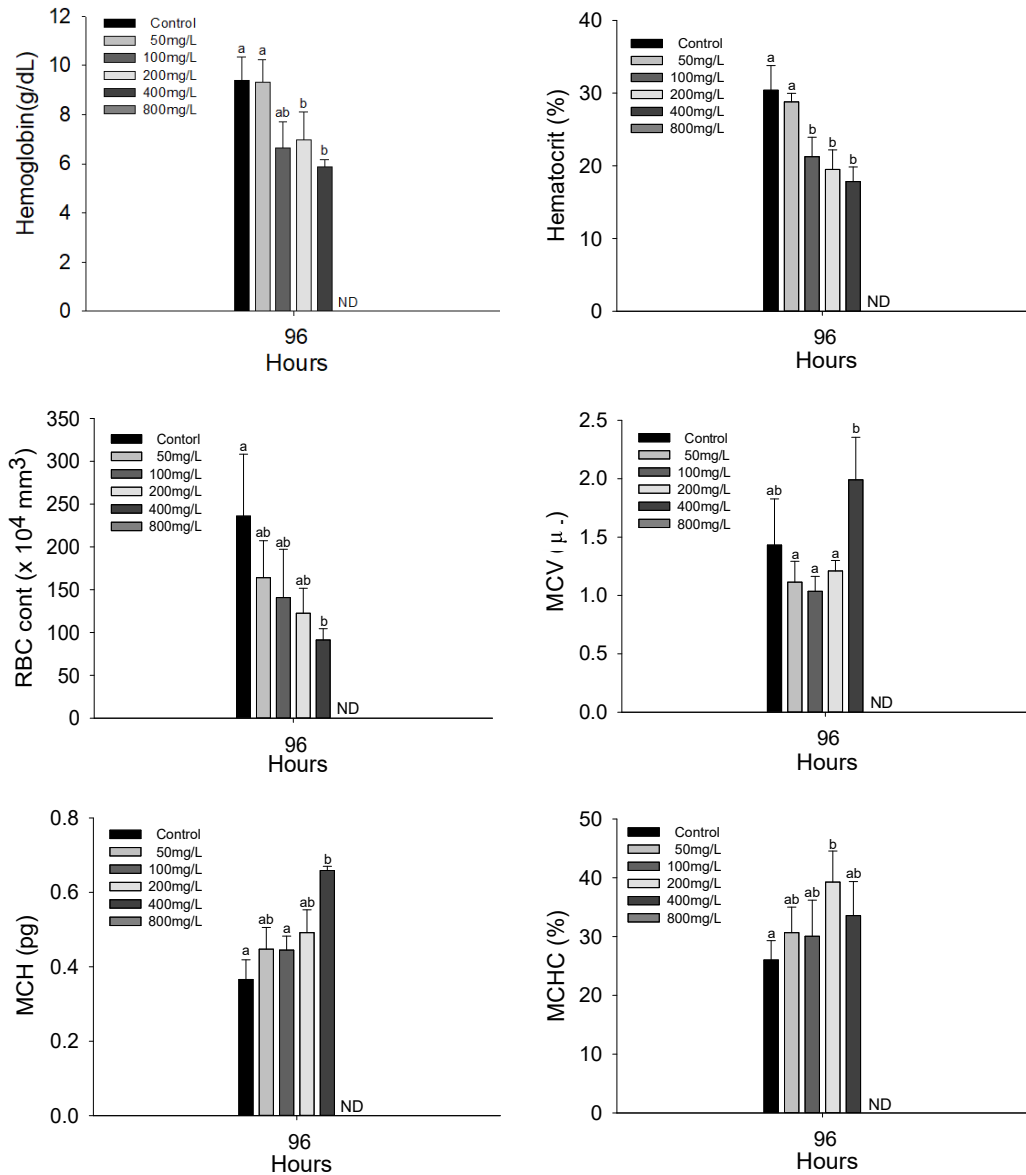 Hemoglobin(g/dL)
12
10
8
6
4
2
0
Control
50mg/L
100mg/L
200mg/L
400mg/L
800mg/L
a
a
ab
b
b
ND
96
Hours
Hematocrit (%)
40
30
20
10
0
Control
50mg/L
100mg/L
200mg/L
400mg/L
800mg/L
a
a
b
b
b
ND
96
Hours
RBC cont (x 10⁴ mm³)
350
300
250
200
150
100
50
0
Contorl
50mg/L
100mg/L
200mg/L
400mg/L
800mg/L
a
ab
ab
ab
b
ND
96
Hours
MCV (μ
2.5
2.0
1.5
1.0
0.5
0.0
Control
50mg/L
100mg/L
200mg/L
400mg/L
800mg/L
ab
a
a
a
b
ND
96
Hours
MCH (pg)
0.8
0.6
0.4
0.2
0.0
Control
50mg/L
100mg/L
200mg/L
400mg/L
800mg/L
a
ab
a
ab
b
ND
96
Hours
MCHC (%)
50
40
30
20
10
0
Control
50mg/L
100mg/L
200mg/L
400mg/L
800mg/L
a
ab
ab
b
ab
ND
96
Hours